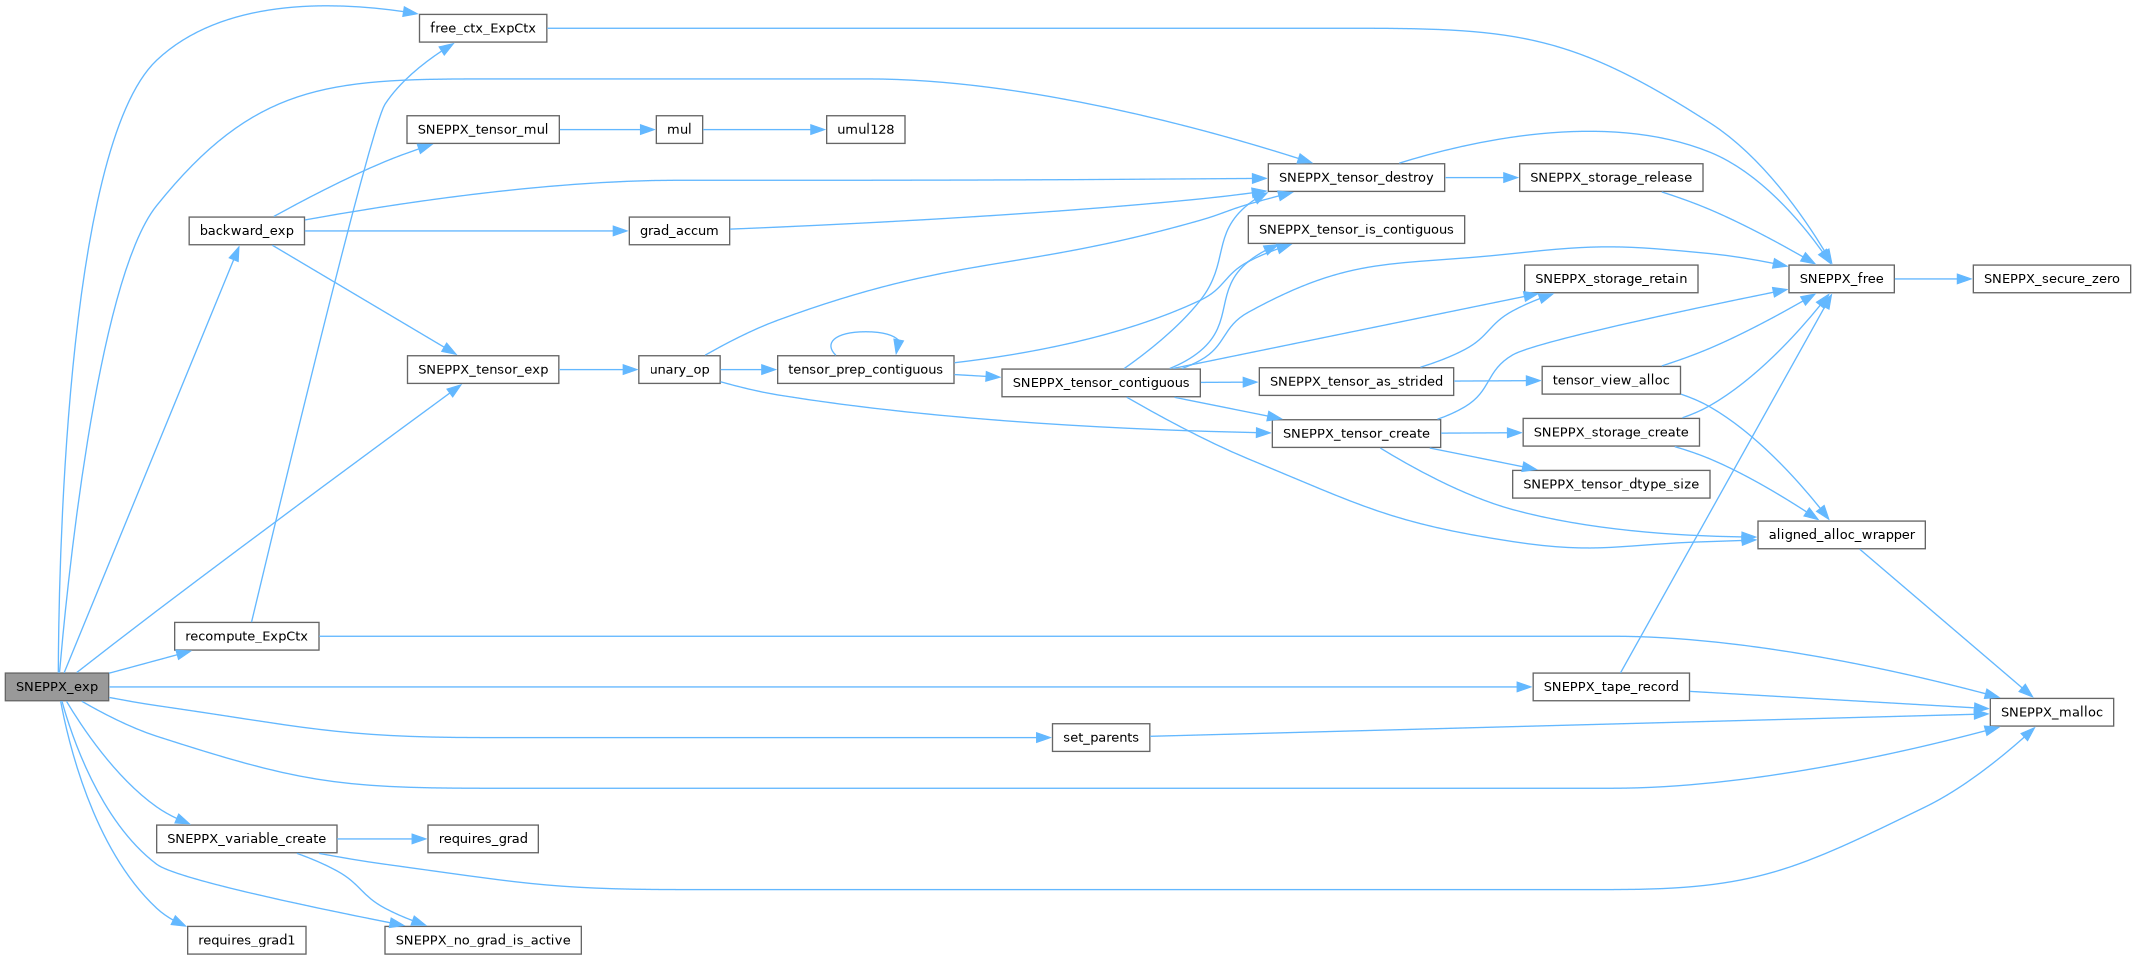 free_ctx_ExpCtx
SNEPPX_tensor_mul
mul
umul128
SNEPPX_tensor_destroy
SNEPPX_storage_release
backward_exp
grad_accum
SNEPPX_tensor_is_contiguous
SNEPPX_storage_retain
SNEPPX_free
SNEPPX_secure_zero
SNEPPX_tensor_exp
unary_op
tensor_prep_contiguous
SNEPPX_tensor_contiguous
SNEPPX_tensor_as_strided
tensor_view_alloc
SNEPPX_tensor_create
SNEPPX_storage_create
SNEPPX_tensor_dtype_size
aligned_alloc_wrapper
recompute_ExpCtx
SNEPPX_exp
SNEPPX_tape_record
SNEPPX_malloc
set_parents
SNEPPX_variable_create
requires_grad
requires_grad1
SNEPPX_no_grad_is_active